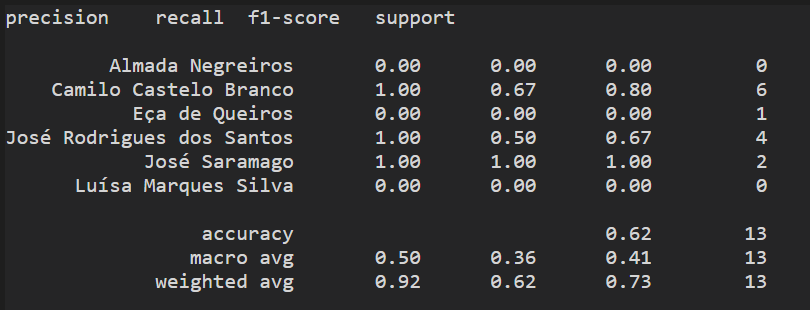 precision recall f1-score support
Almada Negreiros 0.00 0.00 0.00 0
Camilo Castelo Branco 1.00 0.67 0.80 6
Eça de Queiros 0.00 0.00 0.00 1
José Rodrigues dos Santos 1.00 0.50 0.67 4
José Saramago 1.00 1.00 1.00 2
Luísa Marques Silva 0.00 0.00 0.00 0
accuracy 0.62 13
macro avg 0.50 0.36 0.41 13
weighted avg 0.92 0.62 0.73 13